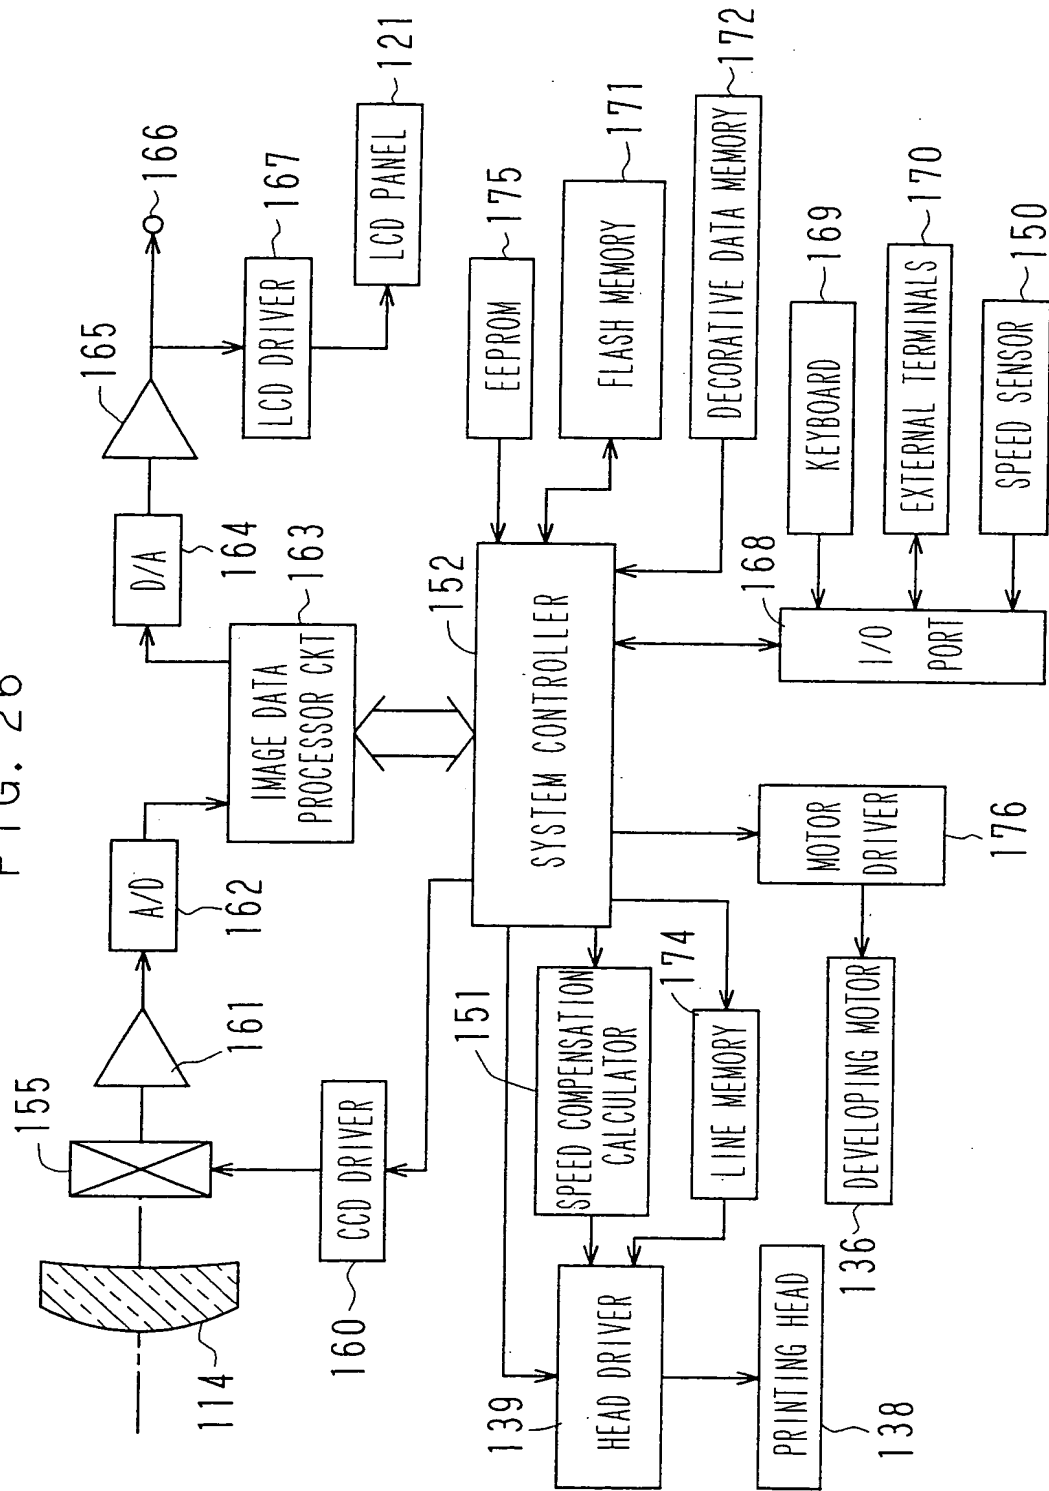 FIG. 26
114
155
161
A/D
162
IMAGE DATA
PROCESSOR CKT
163
D/A
164
165
166
LCD DRIVER
167
LCD PANEL
121
CCD DRIVER
160
SYSTEM CONTROLLER
152
EEPROM
175
FLASH MEMORY
171
DECORATIVE DATA MEMORY
172
HEAD DRIVER
139
SPEED COMPENSATION
CALCULATOR
151
LINE MEMORY
174
PRINTING HEAD
138
DEVELOPING MOTOR
136
MOTOR
DRIVER
176
I/O
PORT
168
KEYBOARD
169
EXTERNAL TERMINALS
170
SPEED SENSOR
150